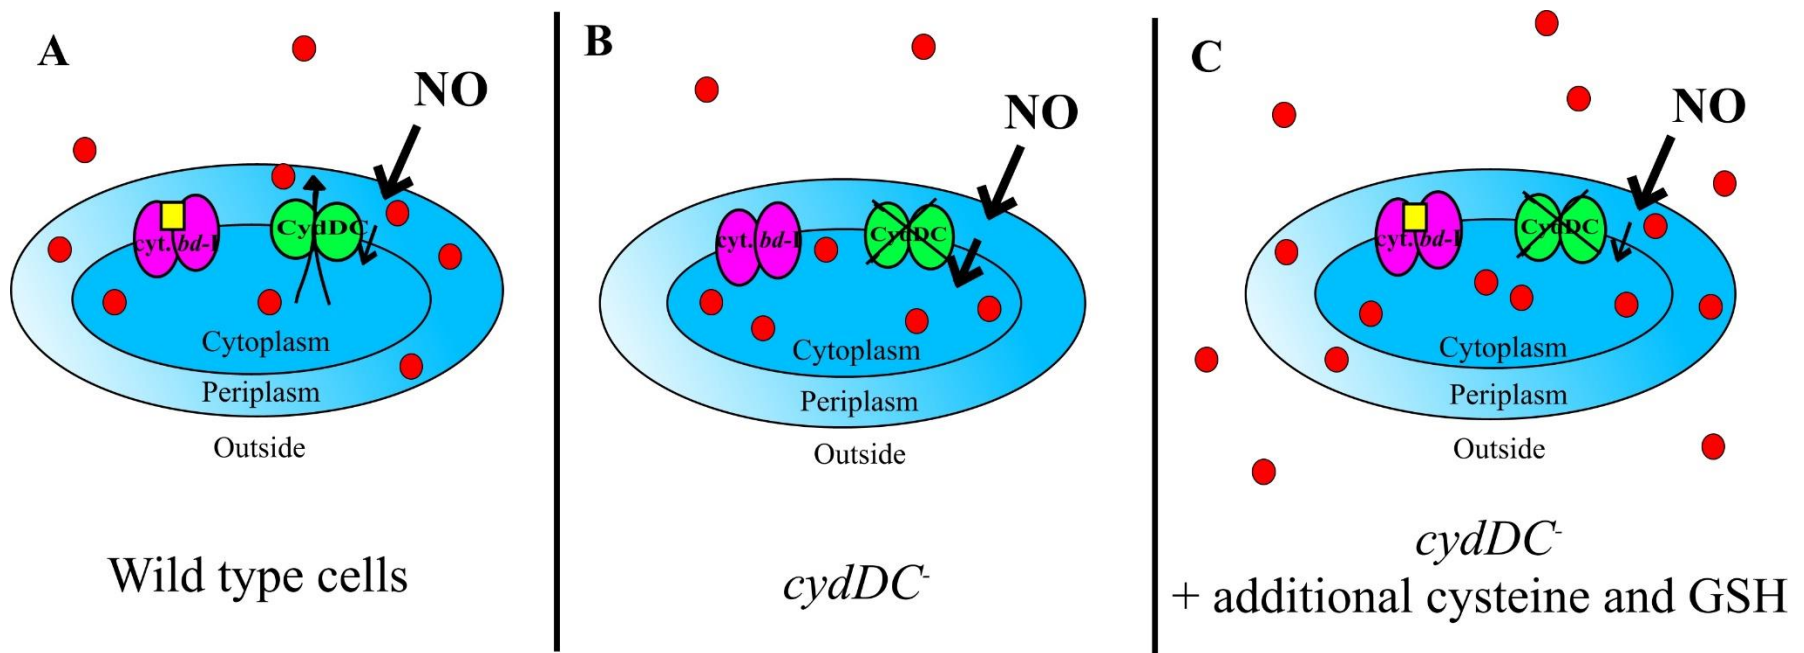 A
NO
cyt. bd-I
CydDC
Cytoplasm
Periplasm
Outside
Wild type cells
B
NO
cyt. bd-I
CydDC
Cytoplasm
Periplasm
Outside
cydDC-
C
NO
cyt. bd-I
CydDC
Cytoplasm
Periplasm
Outside
cydDC-
+ additional cysteine and GSH